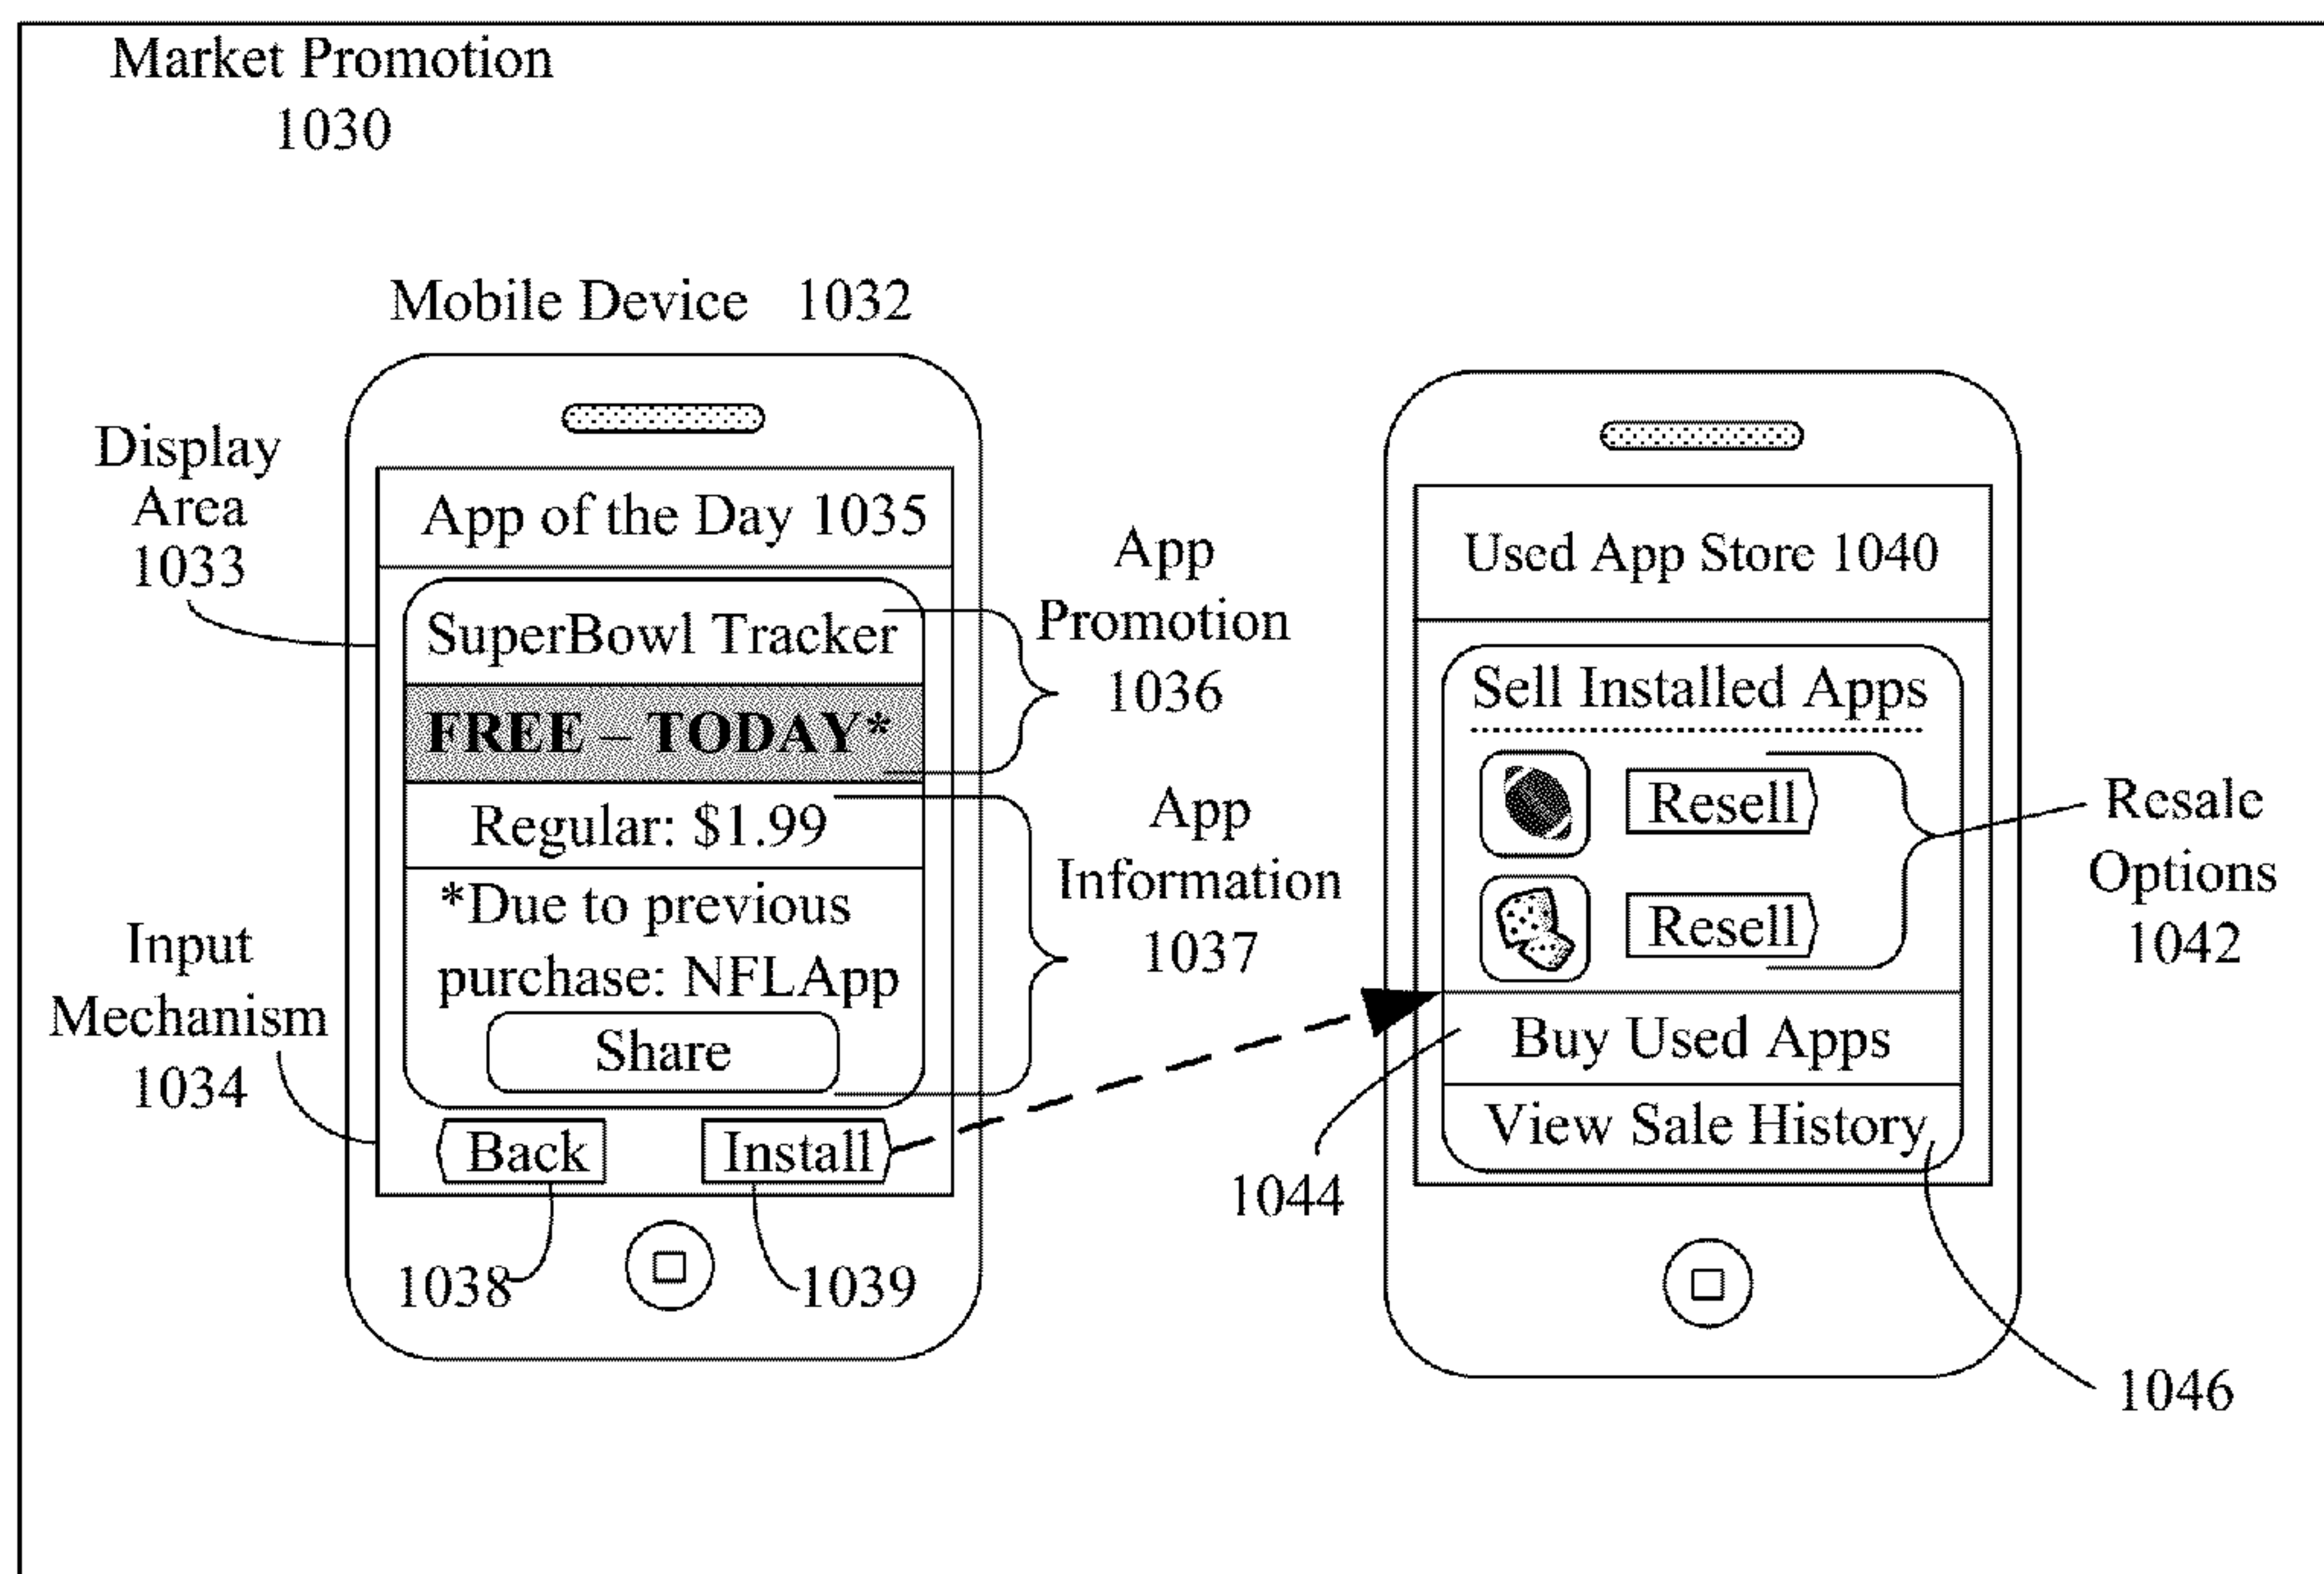 Market Promotion
1030
Mobile Device 1032
Display
Area
1033
App of the Day 1035
SuperBowl Tracker
FREE – TODAY*
Regular: $1.99
*Due to previous
purchase: NFLApp
Share
Back
Install
Input
Mechanism
1034
1038
1039
App
Promotion
1036
App
Information
1037
Used App Store 1040
Sell Installed Apps
Resell
Resell
Buy Used Apps
View Sale History
Resale
Options
1042
1044
1046